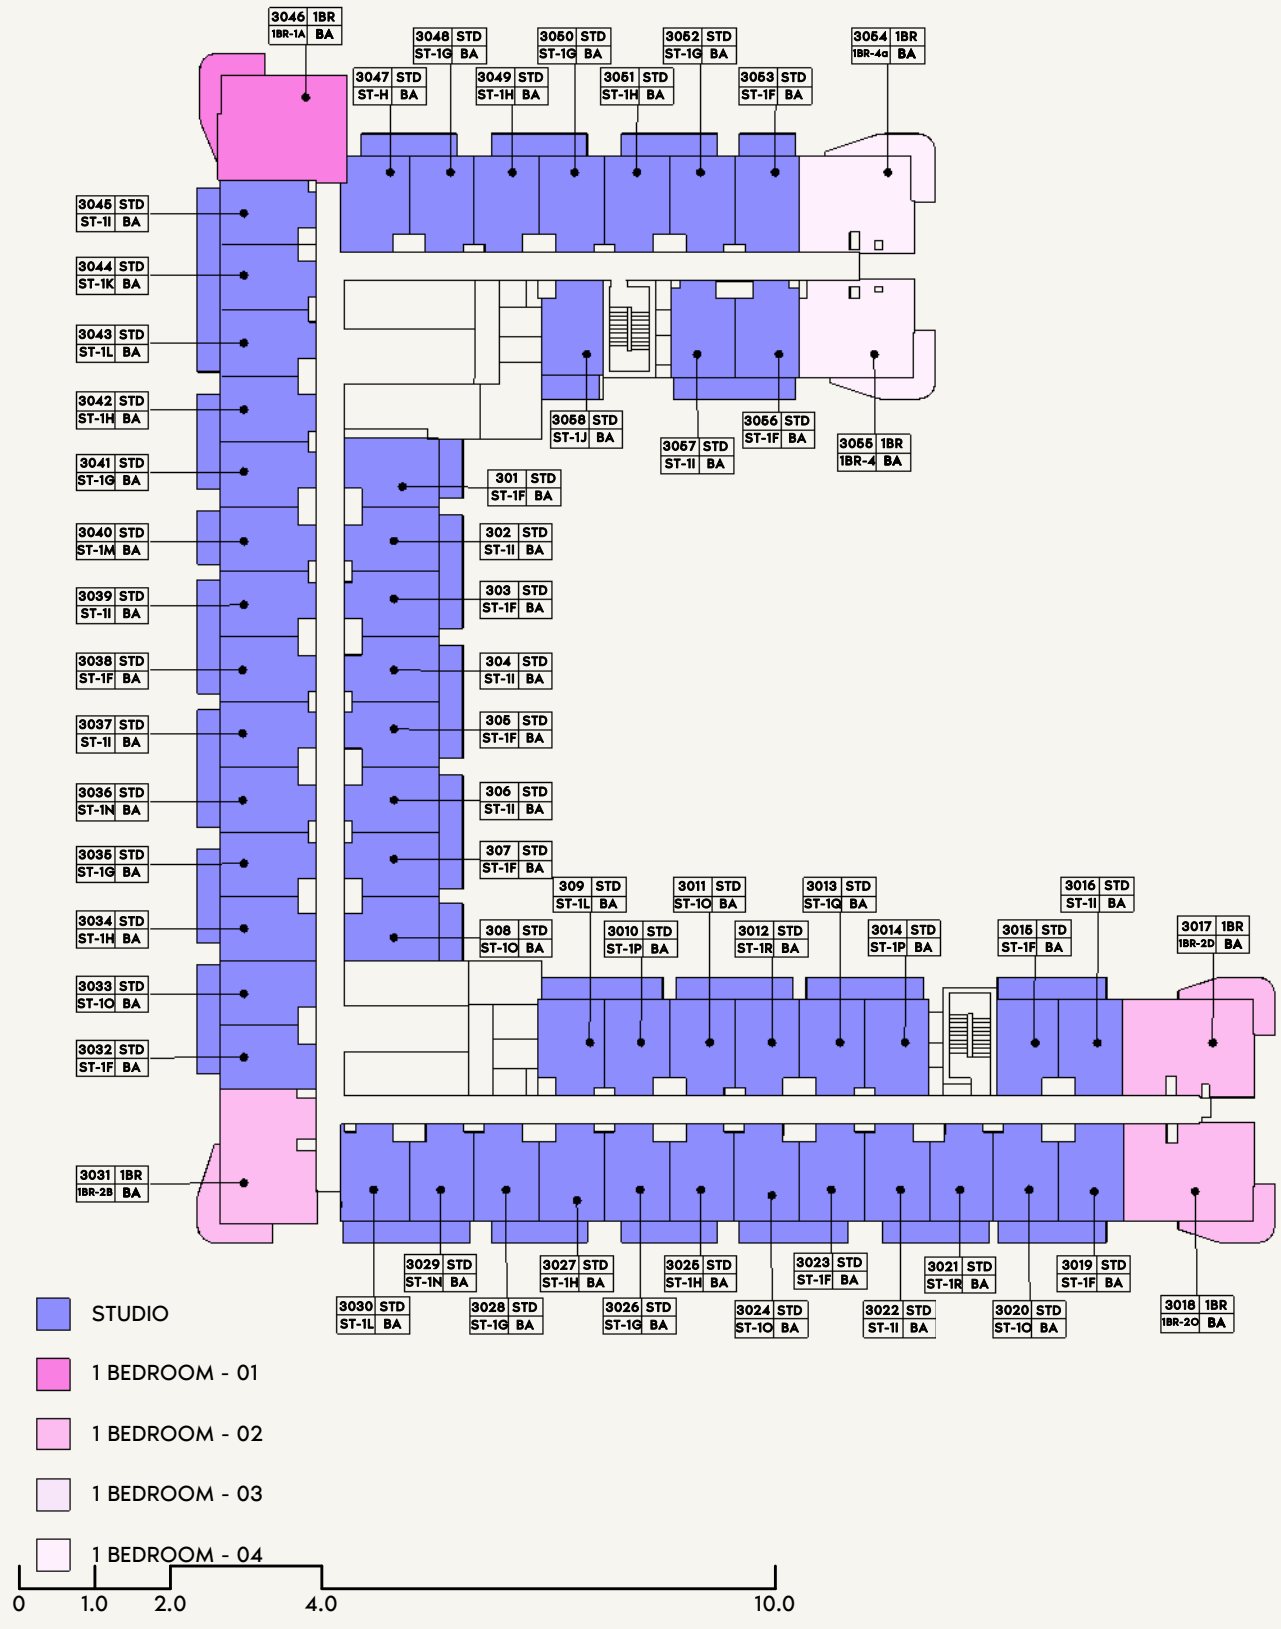 3046 1BR
1BR-1A BA
3048 STD
ST-1G BA
3050 STD
ST-1G BA
3052 STD
ST-1G BA
3054 1BR
1BR-4a BA
3047 STD
ST-H BA
3049 STD
ST-1H BA
3051 STD
ST-1H BA
3053 STD
ST-1F BA
3045 STD
ST-1I BA
3044 STD
ST-1K BA
3043 STD
ST-1L BA
3042 STD
ST-1H BA
3041 STD
ST-1G BA
3040 STD
ST-1M BA
3039 STD
ST-1I BA
3038 STD
ST-1F BA
3037 STD
ST-1I BA
3036 STD
ST-1N BA
3035 STD
ST-1G BA
3034 STD
ST-1H BA
3033 STD
ST-1O BA
3032 STD
ST-1F BA
3031 1BR
1BR-2B BA
3058 STD
ST-1J BA
3057 STD
ST-1I BA
3056 STD
ST-1F BA
3055 1BR
1BR-4 BA
301 STD
ST-1F BA
302 STD
ST-1I BA
303 STD
ST-1F BA
304 STD
ST-1I BA
305 STD
ST-1F BA
306 STD
ST-1I BA
307 STD
ST-1F BA
308 STD
ST-1O BA
309 STD
ST-1L BA
3010 STD
ST-1P BA
3011 STD
ST-1O BA
3012 STD
ST-1R BA
3013 STD
ST-1Q BA
3014 STD
ST-1P BA
3015 STD
ST-1F BA
3016 STD
ST-1I BA
3017 1BR
1BR-2D BA
3030 STD
ST-1L BA
3029 STD
ST-1N BA
3028 STD
ST-1G BA
3027 STD
ST-1H BA
3026 STD
ST-1G BA
3025 STD
ST-1H BA
3024 STD
ST-1O BA
3023 STD
ST-1F BA
3022 STD
ST-1I BA
3021 STD
ST-1R BA
3020 STD
ST-1O BA
3019 STD
ST-1F BA
3018 1BR
1BR-2O BA
STUDIO
1 BEDROOM - 01
1 BEDROOM - 02
1 BEDROOM - 03
1 BEDROOM - 04
0 1.0 2.0 4.0 10.0